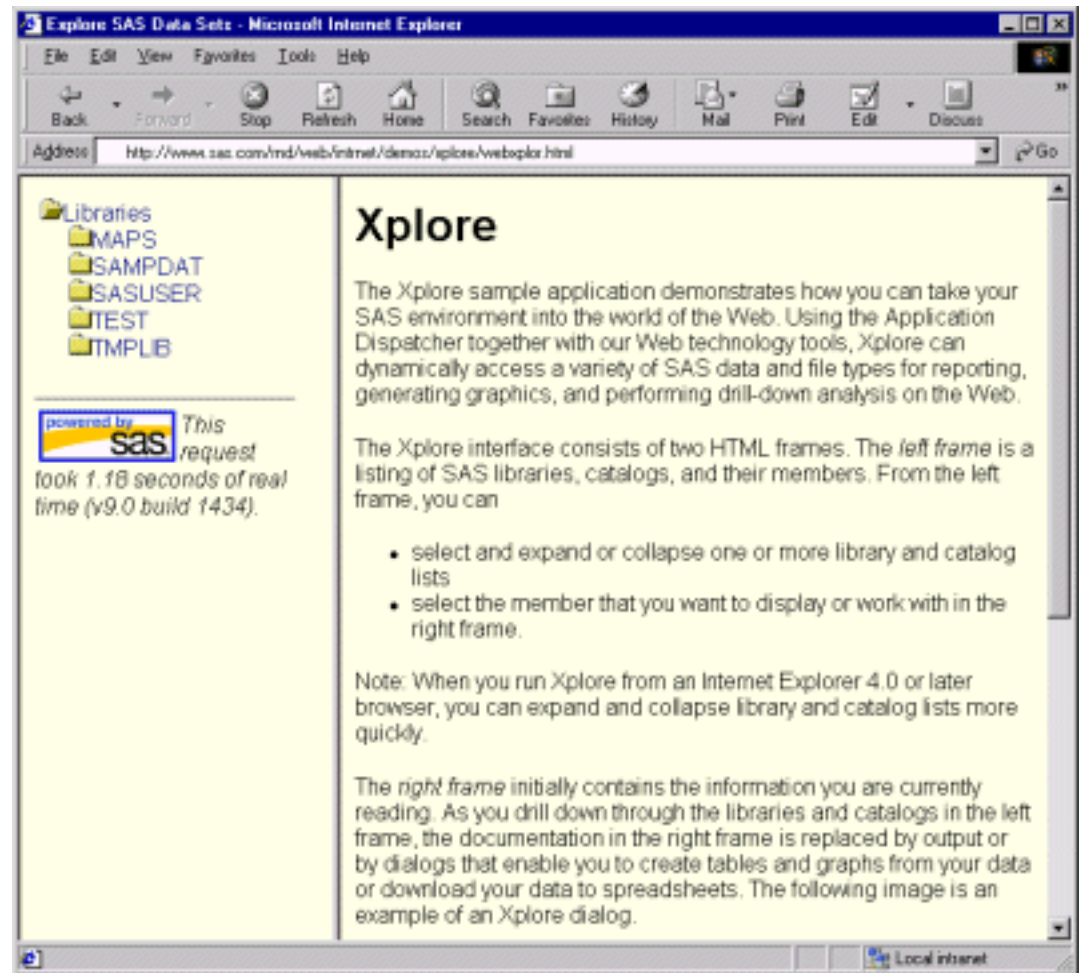 Explore SAS Data Sets - Microsoft Internet Explorer
File Edit View Favorites Tools Help
Back Forward Stop Refresh Home Search Favorites History Mail Print Edit Discuss
Address http://www.sas.com/rnd/web/intrnet/demos/xplore/webxplor.html Go
Libraries
MAPS
SAMPDAT
SASUSER
TEST
TMPLIB
powered by
sas
This
request
took 1.18 seconds of real
time (v9.0 build 1434).
Xplore
The Xplore sample application demonstrates how you can take your
SAS environment into the world of the Web. Using the Application
Dispatcher together with our Web technology tools, Xplore can
dynamically access a variety of SAS data and file types for reporting,
generating graphics, and performing drill-down analysis on the Web.
The Xplore interface consists of two HTML frames. The left frame is a
listing of SAS libraries, catalogs, and their members. From the left
frame, you can
• select and expand or collapse one or more library and catalog
lists
• select the member that you want to display or work with in the
right frame.
Note: When you run Xplore from an Internet Explorer 4.0 or later
browser, you can expand and collapse library and catalog lists more
quickly.
The right frame initially contains the information you are currently
reading. As you drill down through the libraries and catalogs in the left
frame, the documentation in the right frame is replaced by output or
by dialogs that enable you to create tables and graphs from your data
or download your data to spreadsheets. The following image is an
example of an Xplore dialog.
Local intranet